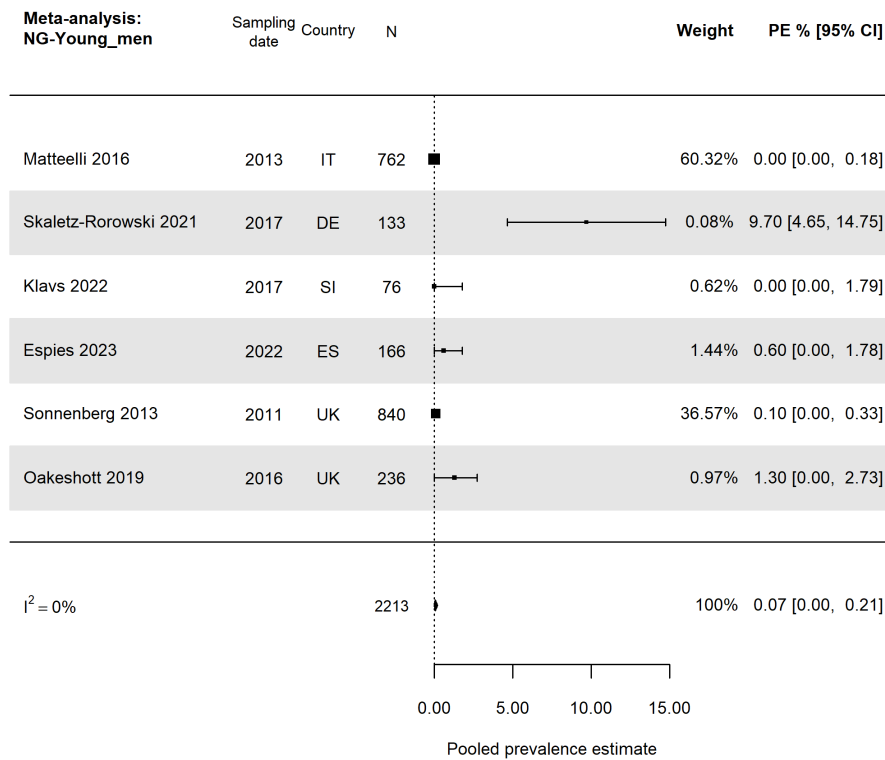 Meta-analysis:
NG-Young_men
Sampling
date
Country
N
Weight
PE % [95% CI]
Matteelli 2016 2013 IT 762 60.32% 0.00 [0.00, 0.18]
Skaletz-Rorowski 2021 2017 DE 133 0.08% 9.70 [4.65, 14.75]
Klavs 2022 2017 SI 76 0.62% 0.00 [0.00, 1.79]
Espies 2023 2022 ES 166 1.44% 0.60 [0.00, 1.78]
Sonnenberg 2013 2011 UK 840 36.57% 0.10 [0.00, 0.33]
Oakeshott 2019 2016 UK 236 0.97% 1.30 [0.00, 2.73]
I² = 0% 2213 100% 0.07 [0.00, 0.21]
0.00 5.00 10.00 15.00
Pooled prevalence estimate